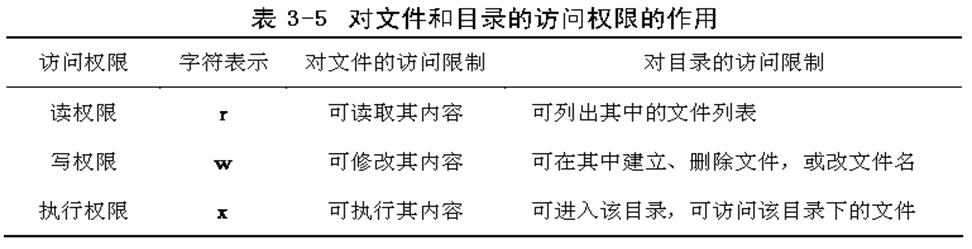 表 3-5 对文件和目录的访问权限的作用
访问权限 字符表示 对文件的访问限制 对目录的访问限制
读权限 r 可读取其内容 可列出其中的文件列表
写权限 w 可修改其内容 可在其中建立、删除文件，或改文件名
执行权限 x 可执行其内容 可进入该目录，可访问该目录下的文件